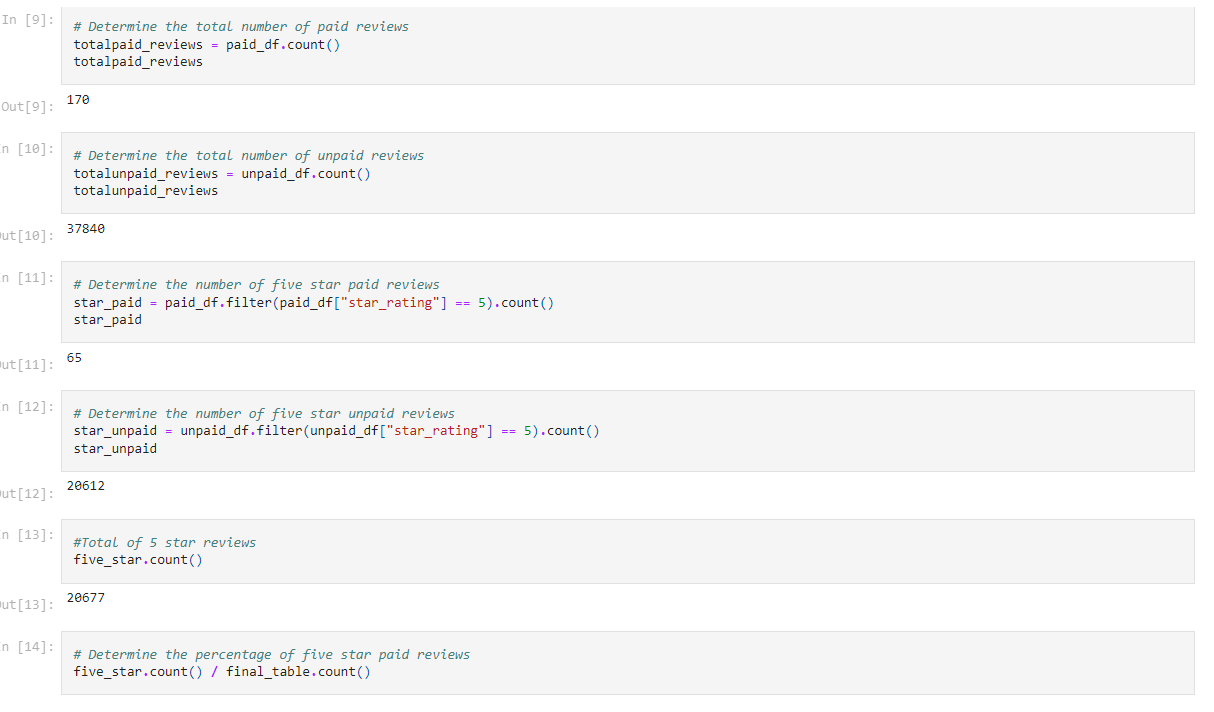 In [9]:
# Determine the total number of paid reviews
totalpaid_reviews = paid_df.count()
totalpaid_reviews
Out[9]:
170
n [10]:
# Determine the total number of unpaid reviews
totalunpaid_reviews = unpaid_df.count()
totalunpaid_reviews
ut[10]:
37840
n [11]:
# Determine the number of five star paid reviews
star_paid = paid_df.filter(paid_df["star_rating"] == 5).count()
star_paid
ut[11]:
65
n [12]:
# Determine the number of five star unpaid reviews
star_unpaid = unpaid_df.filter(unpaid_df["star_rating"] == 5).count()
star_unpaid
ut[12]:
20612
n [13]:
#Total of 5 star reviews
five_star.count()
ut[13]:
20677
n [14]:
# Determine the percentage of five star paid reviews
five_star.count() / final_table.count()